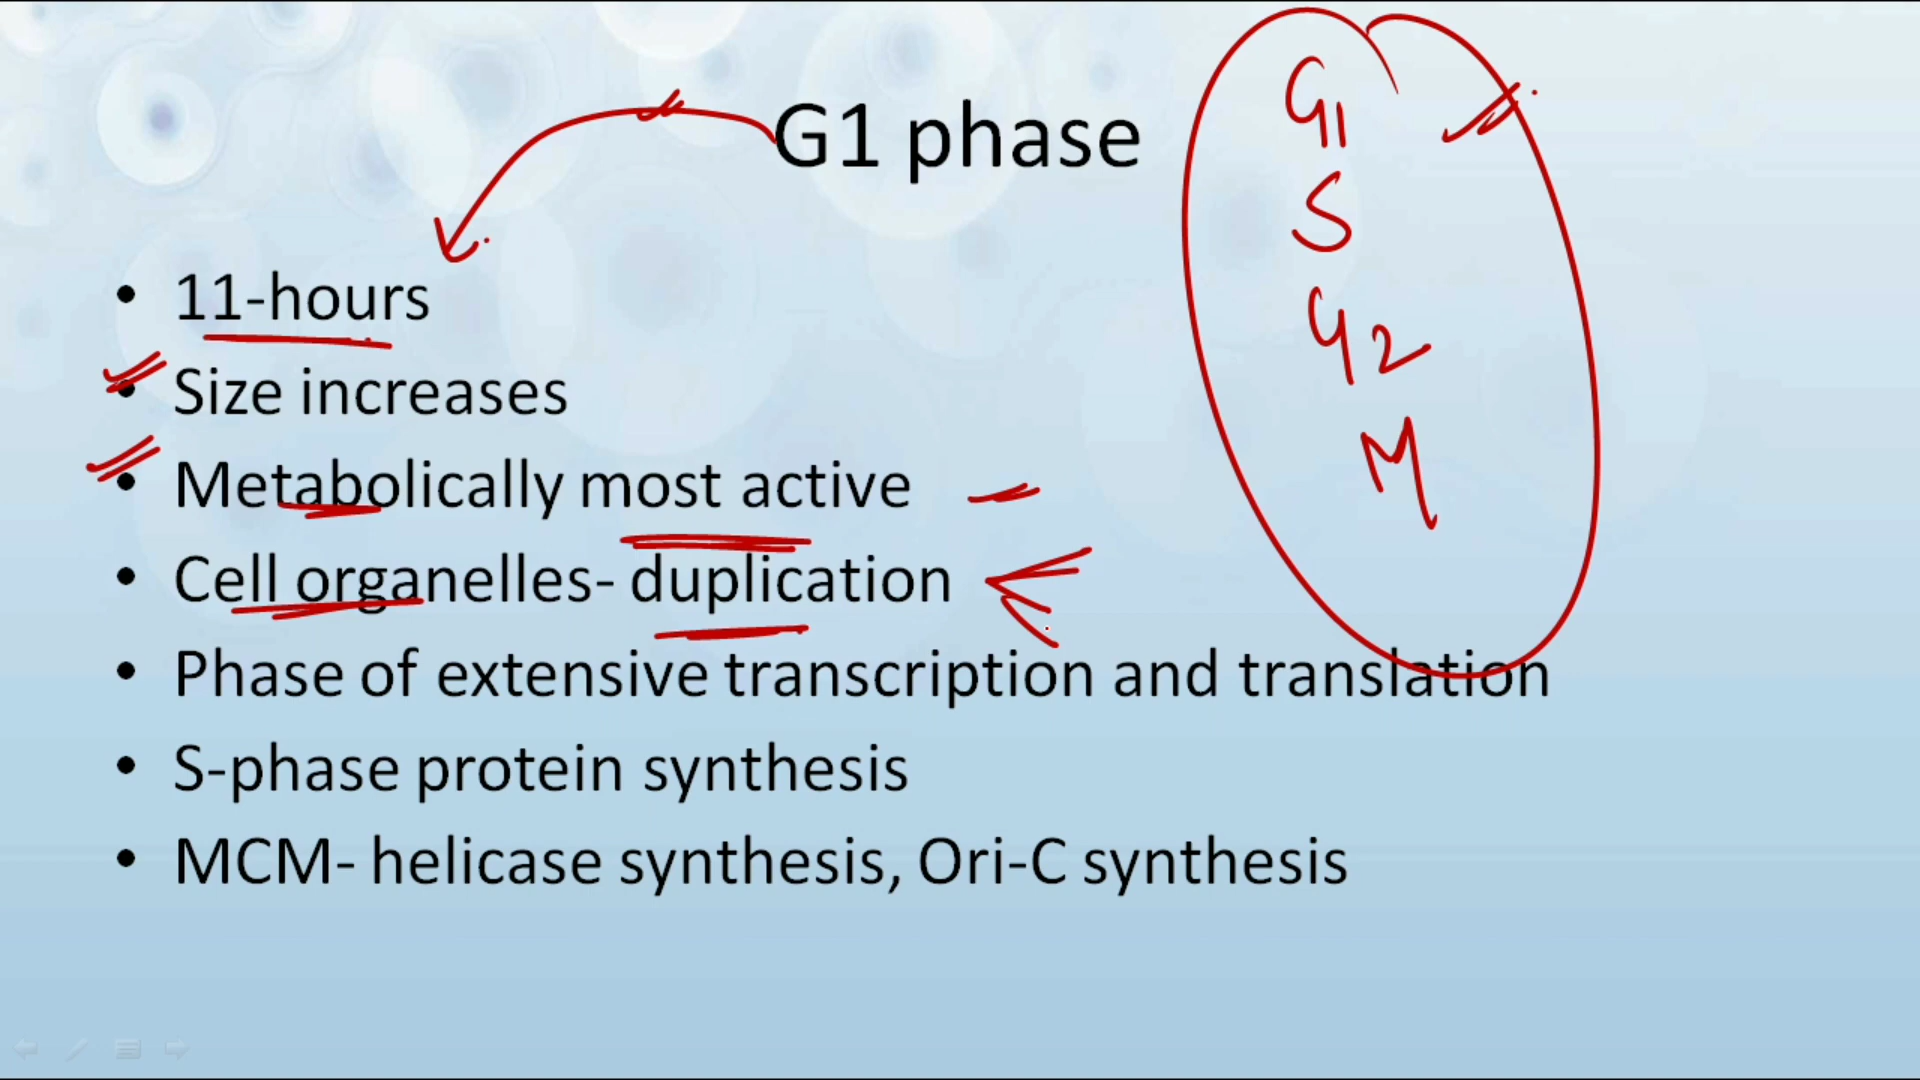 G1 phase
G1
S
G2
M
• 11-hours
• Size increases
• Metabolically most active
• Cell organelles- duplication
• Phase of extensive transcription and translation
• S-phase protein synthesis
• MCM- helicase synthesis, Ori-C synthesis